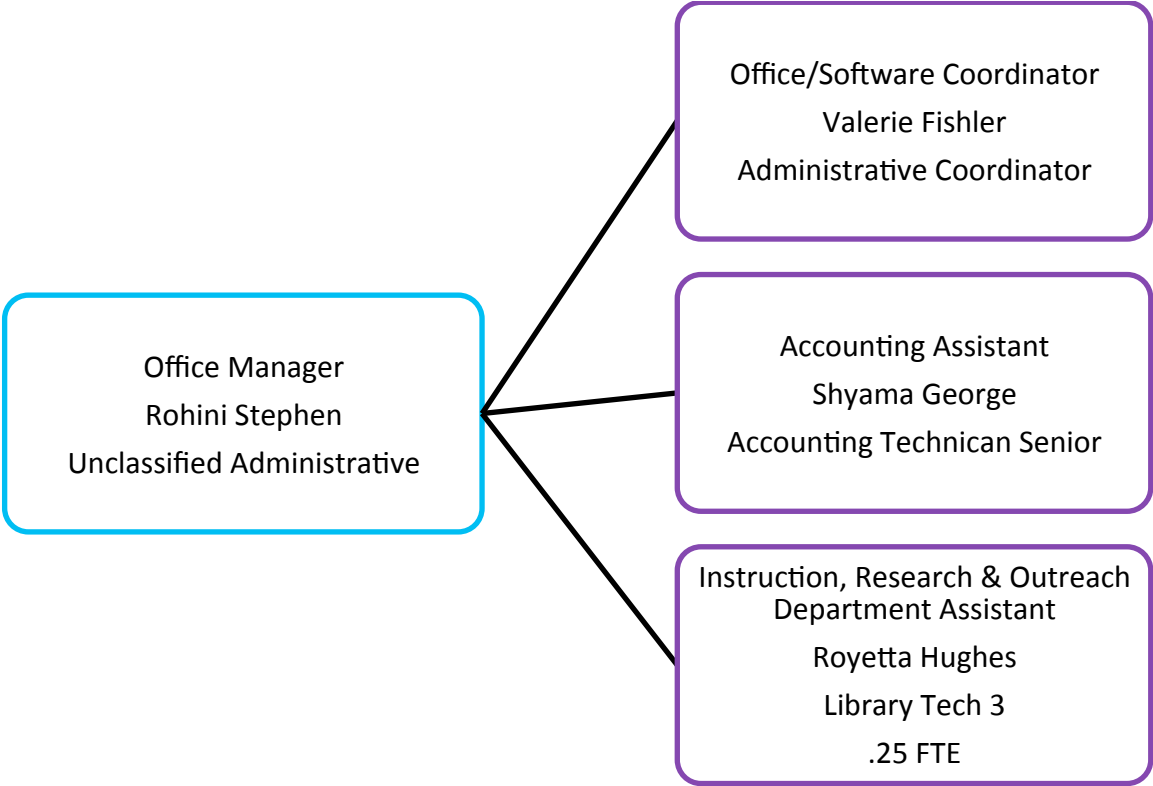 Office/Software Coordinator
Valerie Fishler
Administrative Coordinator
Office Manager
Rohini Stephen
Unclassified Administrative
Accounting Assistant
Shyama George
Accounting Technican Senior
Instruction, Research & Outreach
Department Assistant
Royetta Hughes
Library Tech 3
.25 FTE